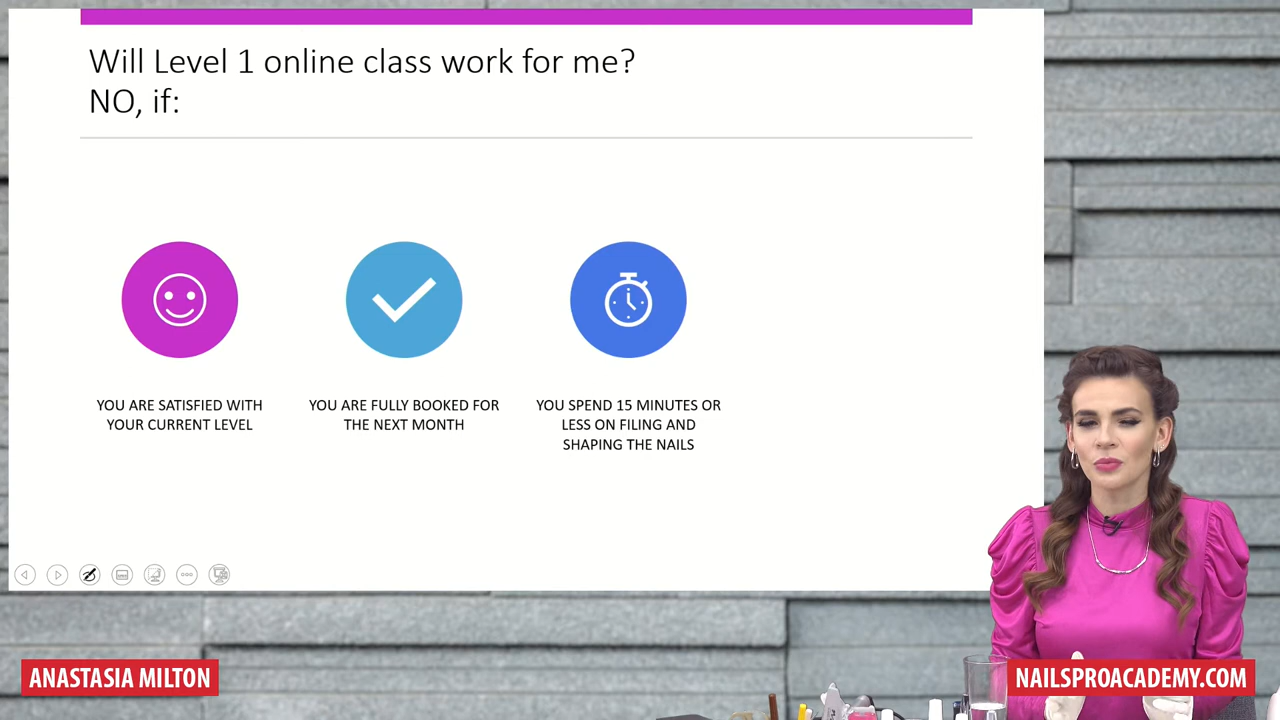 Will Level 1 online class work for me?
NO, if:
YOU ARE SATISFIED WITH
YOUR CURRENT LEVEL
YOU ARE FULLY BOOKED FOR
THE NEXT MONTH
YOU SPEND 15 MINUTES OR
LESS ON FILING AND
SHAPING THE NAILS
ANASTASIA MILTON
NAILSPROACADEMY.COM